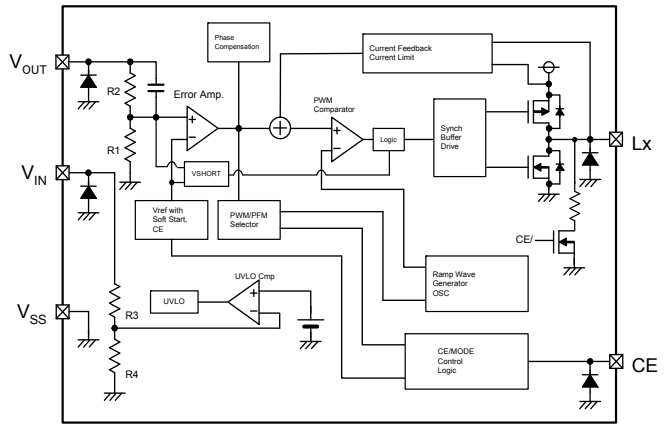 Phase
Compensation
Current Feedback
Current Limit
VOUT
R2
Error Amp.
PWM
Comparator
Logic
Synch
Buffer
Drive
Lx
R1
VSHORT
VIN
Vref with
Soft Start,
CE
PWM/PFM
Selector
CE/
UVLO Cmp
UVLO
Ramp Wave
Generator
OSC
VSS
R3
R4
CE/MODE
Control
Logic
CE